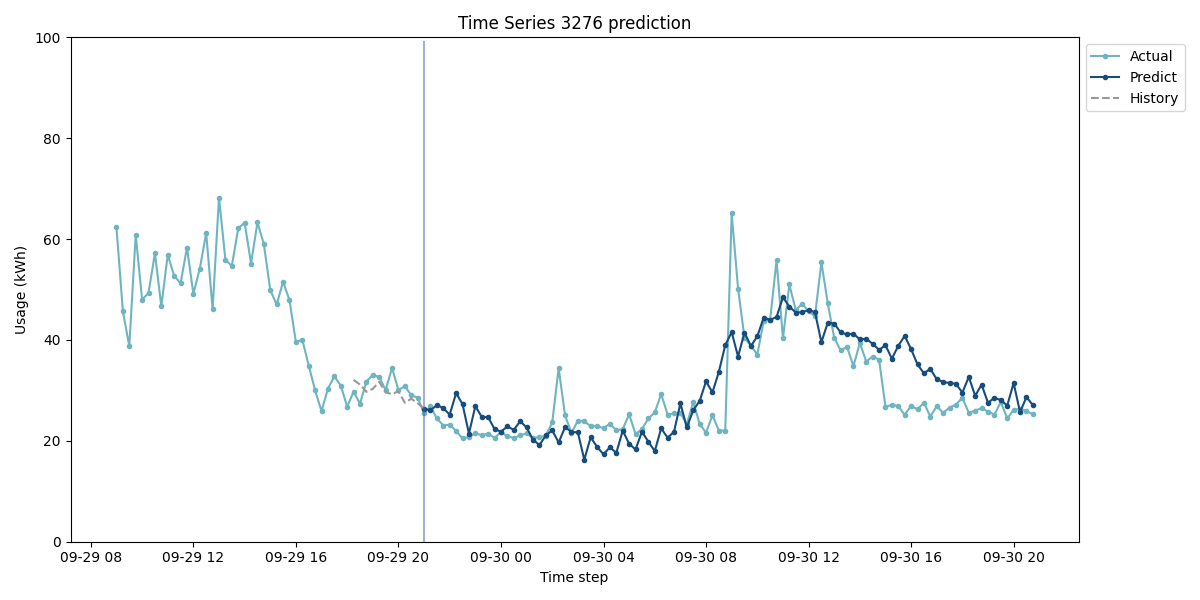 Time Series 3276 prediction
100
80
60
40
20
0
Usage (kWh)
09-29 08 09-29 12 09-29 16 09-29 20 09-30 00 09-30 04 09-30 08 09-30 12 09-30 16 09-30 20
Time step
Actual
Predict
History